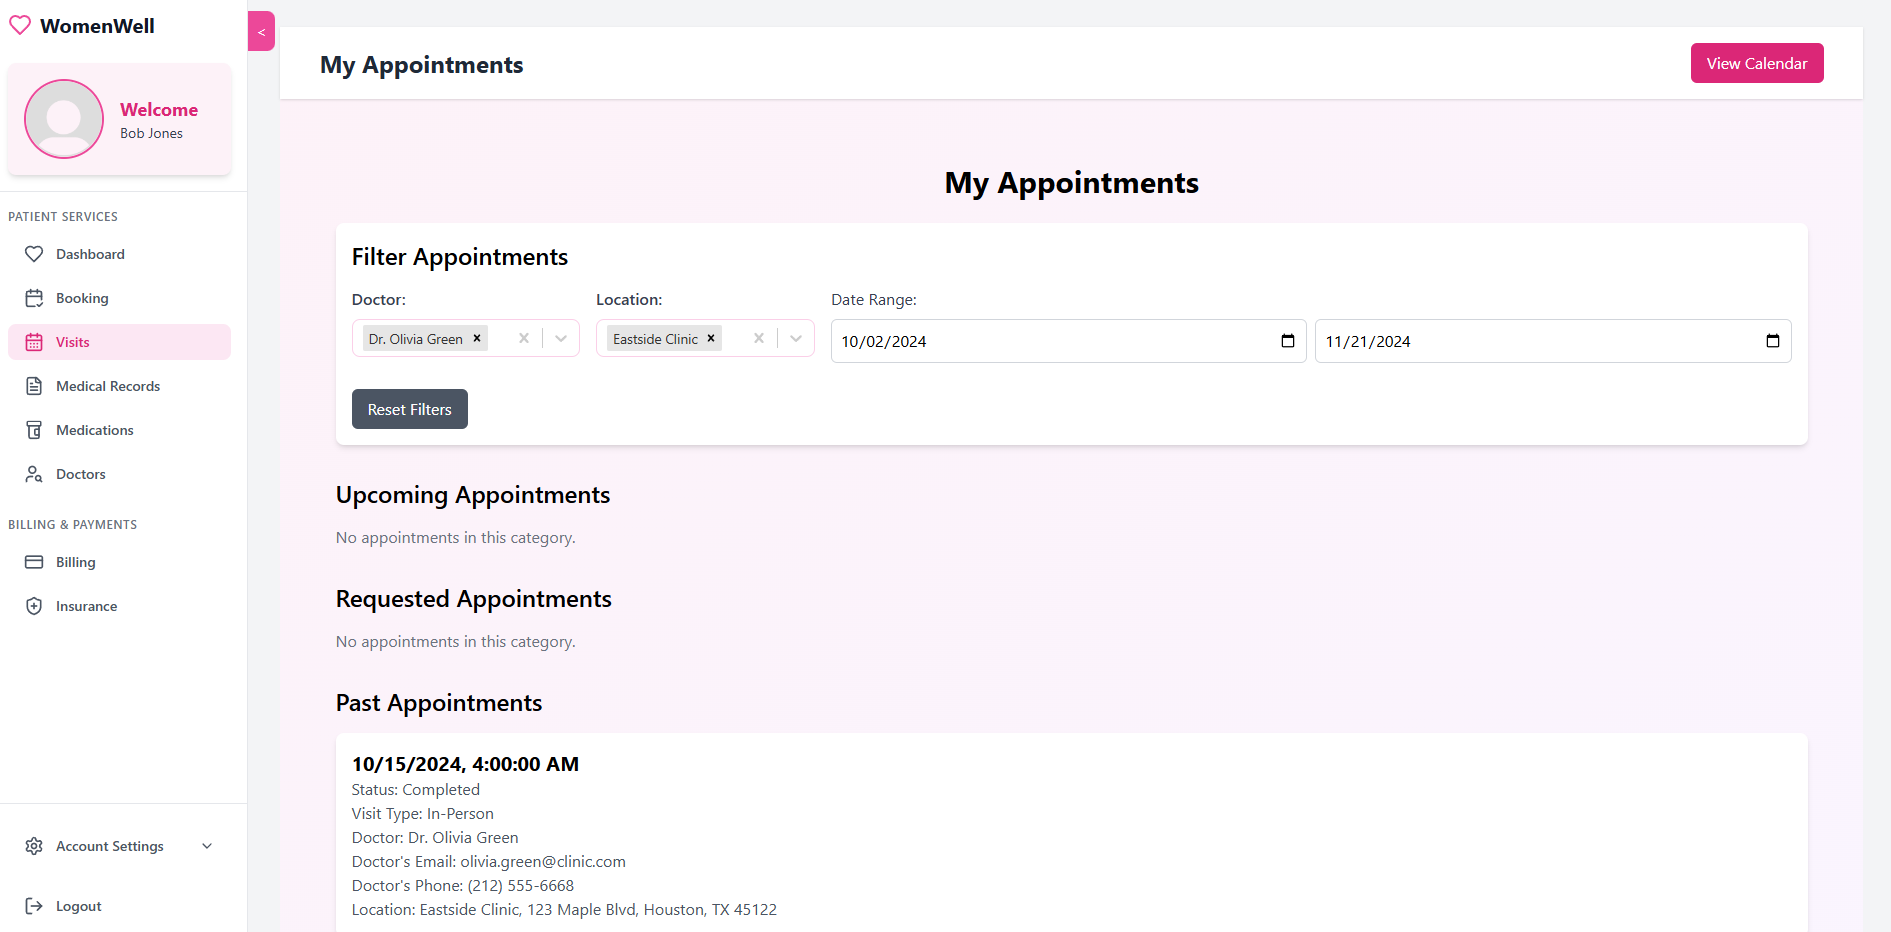 WomenWell
<
Welcome
Bob Jones
PATIENT SERVICES
Dashboard
Booking
Visits
Medical Records
Medications
Doctors
BILLING & PAYMENTS
Billing
Insurance
Account Settings
Logout
My Appointments
View Calendar
My Appointments
Filter Appointments
Doctor:
Location:
Date Range:
Dr. Olivia Green
Eastside Clinic
10/02/2024
11/21/2024
Reset Filters
Upcoming Appointments
No appointments in this category.
Requested Appointments
No appointments in this category.
Past Appointments
10/15/2024, 4:00:00 AM
Status: Completed
Visit Type: In-Person
Doctor: Dr. Olivia Green
Doctor's Email: olivia.green@clinic.com
Doctor's Phone: (212) 555-6668
Location: Eastside Clinic, 123 Maple Blvd, Houston, TX 45122